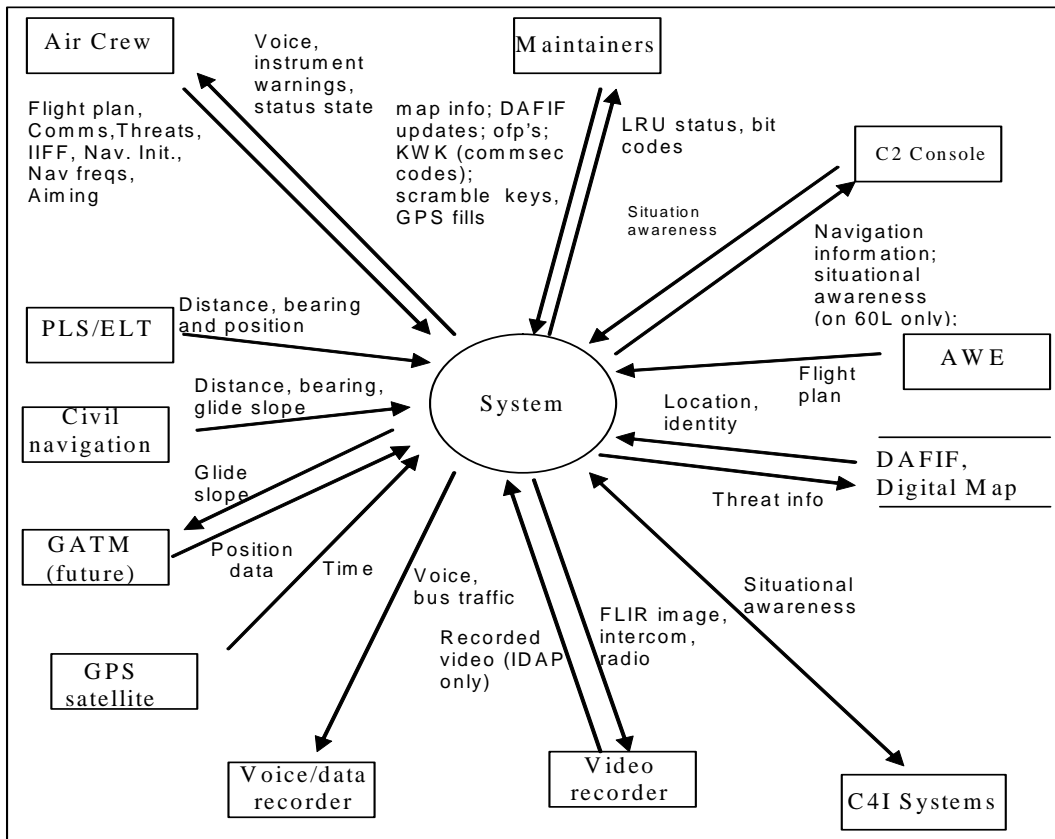 Air Crew
Voice,
instrument
warnings,
status state
Maintainers
Flight plan,
Comms,Threats,
IIFF, Nav. Init.,
Nav freqs,
Aiming
map info; DAFIF
updates; ofp's;
KWK (commsec
codes);
scramble keys,
GPS fills
LRU status, bit
codes
C2 Console
Situation
awareness
Navigation
information;
situational
awareness
(on 60L only);
PLS/ELT
Distance, bearing
and position
AWE
Flight
plan
Civil
navigation
Distance, bearing,
glide slope
System
Location,
identity
DAFIF,
Digital Map
Threat info
Glide
slope
GATM
(future)
Position
data
Time
Voice,
bus traffic
Recorded
video (IDAP
only)
FLIR image,
intercom,
radio
Situational
awareness
GPS
satellite
Voice/data
recorder
Video
recorder
C4I Systems